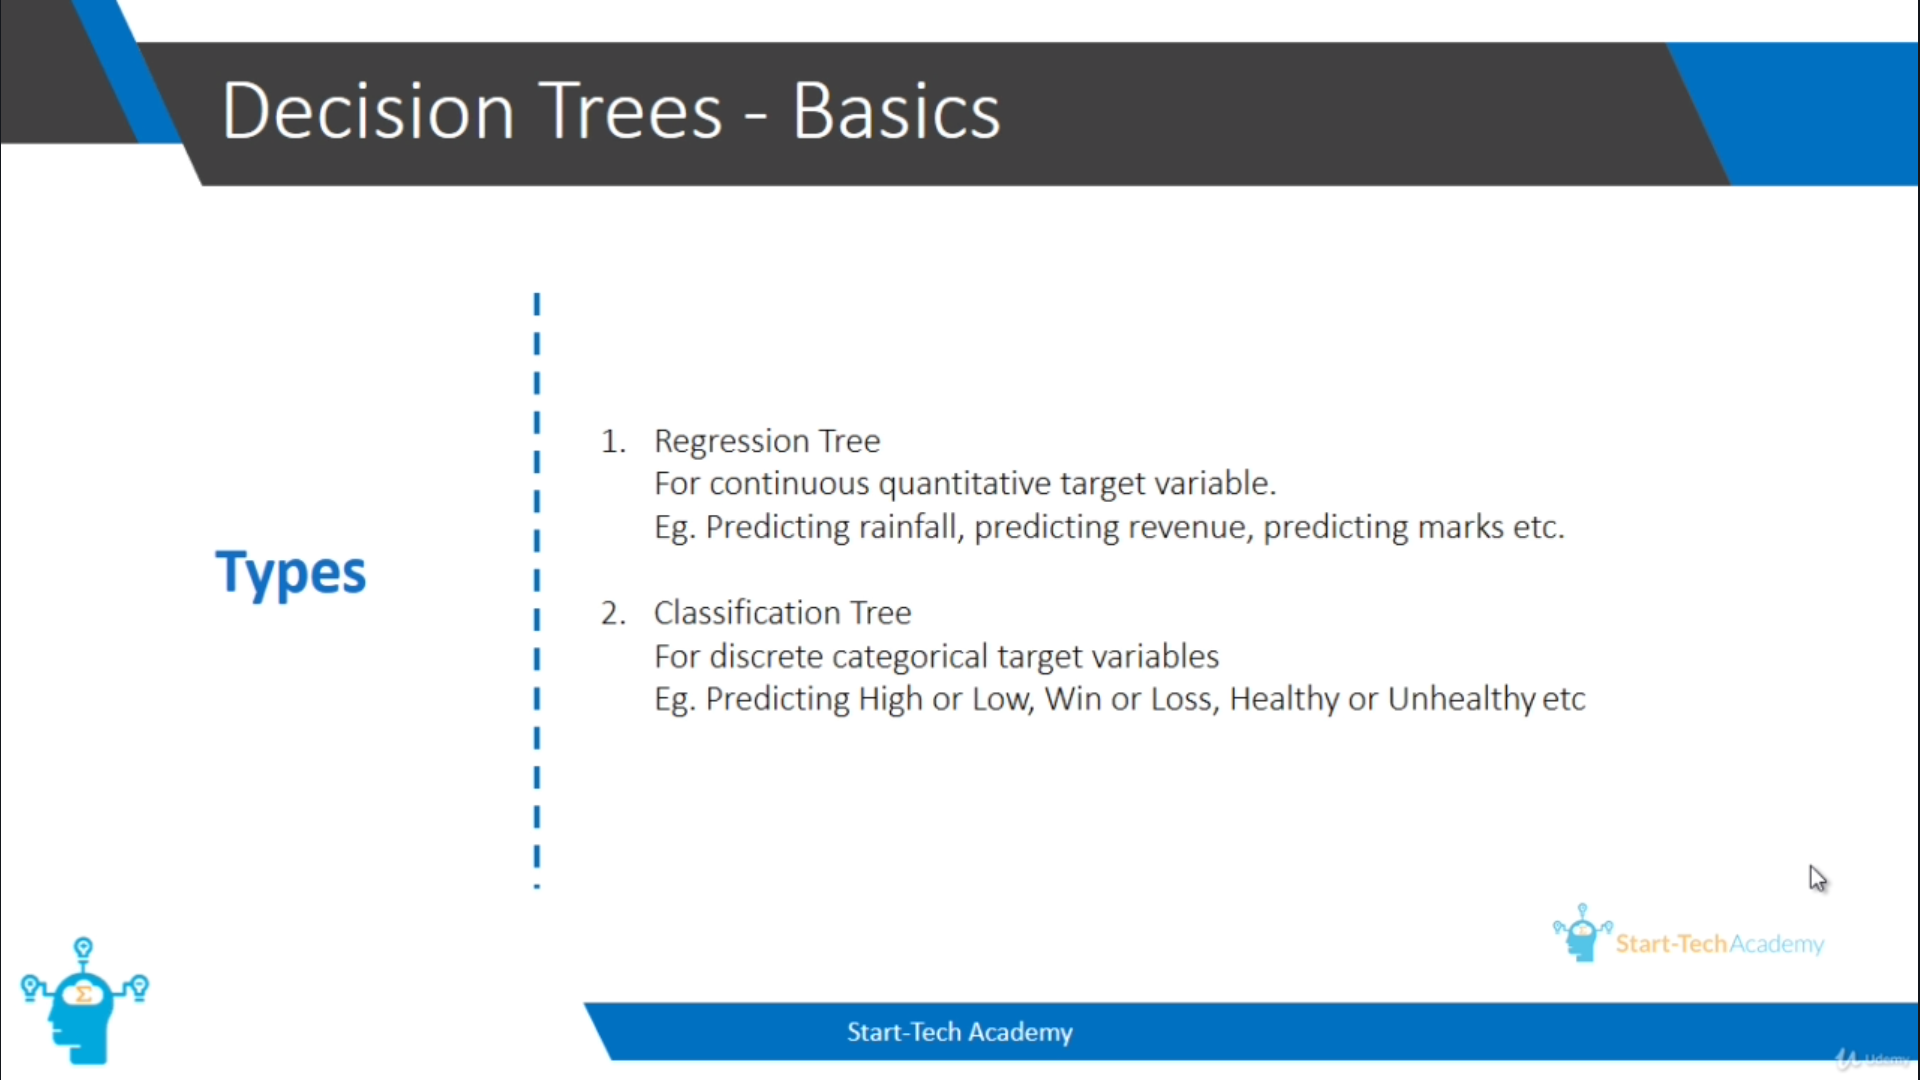 Decision Trees - Basics
Types
1. Regression Tree
For continuous quantitative target variable.
Eg. Predicting rainfall, predicting revenue, predicting marks etc.
2. Classification Tree
For discrete categorical target variables
Eg. Predicting High or Low, Win or Loss, Healthy or Unhealthy etc
Σ
Start-TechAcademy
Start-Tech Academy
Udemy